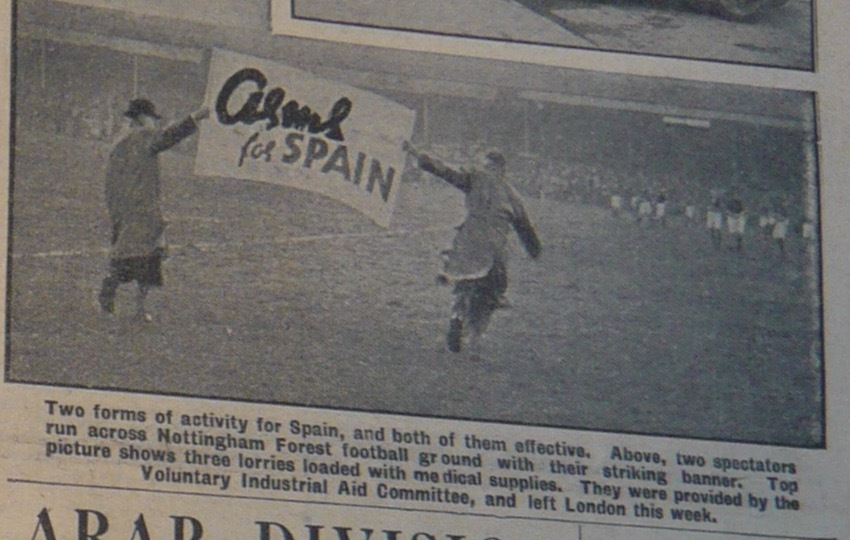 Arms
for SPAIN
Two forms of activity for Spain, and both of them effective. Above, two spectators
run across Nottingham Forest football ground with their striking banner. Top
picture shows three lorries loaded with medical supplies. They were provided by the
Voluntary Industrial Aid Committee, and left London this week.
ARAB